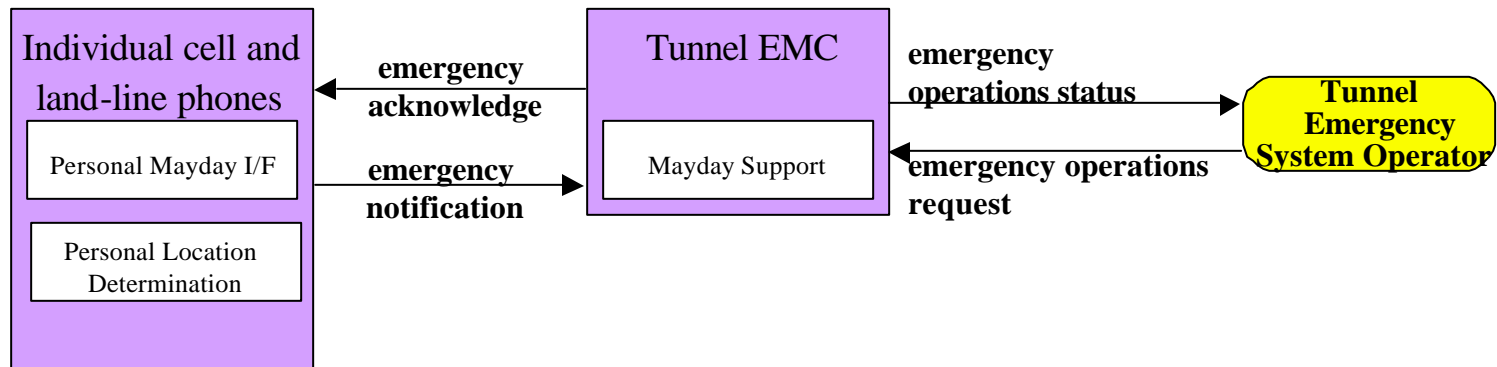 Individual cell and
land-line phones
Personal Mayday I/F
Personal Location
Determination
emergency
acknowledge
emergency
notification
Tunnel EMC
Mayday Support
emergency
operations status
emergency operations
request
Tunnel
Emergency
System Operator